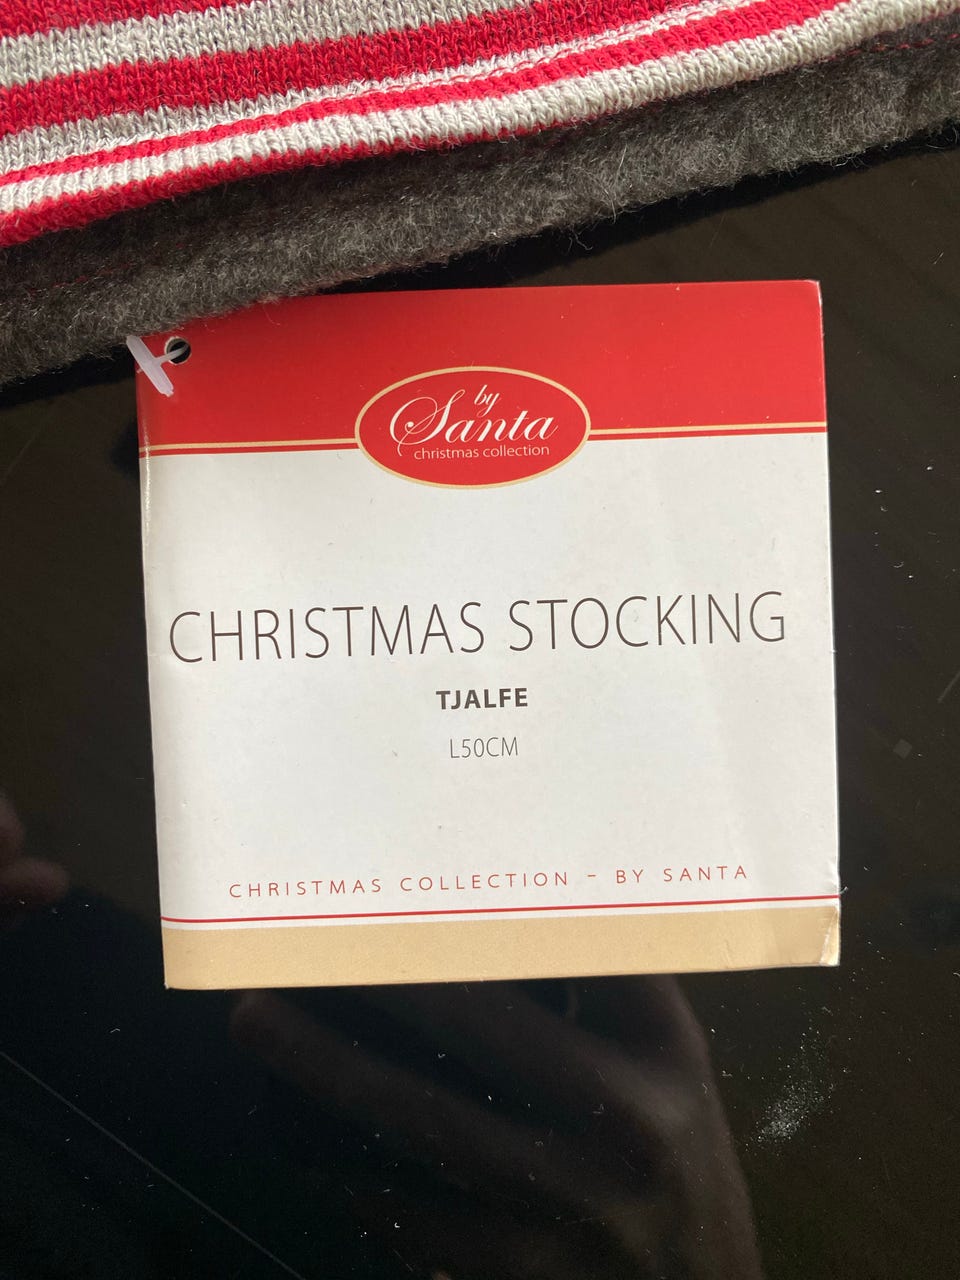 by
Santa
christmas collection
CHRISTMAS STOCKING
TJALFE
L50CM
CHRISTMAS COLLECTION - BY SANTA